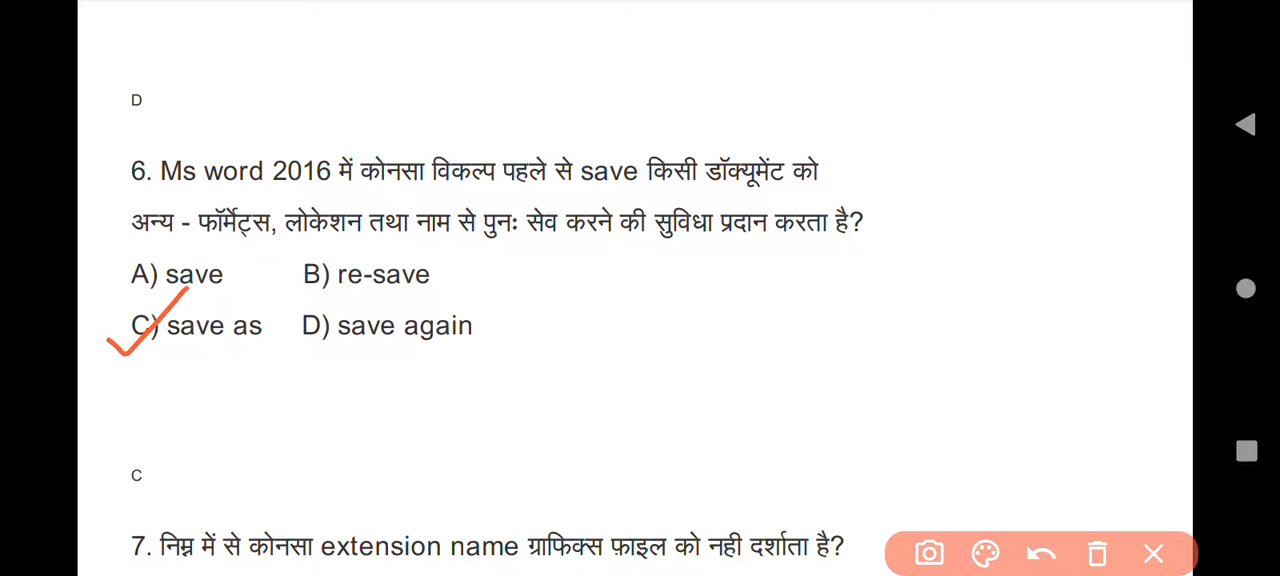 D
6. Ms word 2016 में कोनसा विकल्प पहले से save किसी डॉक्यूमेंट को
अन्य - फॉर्मेट्स, लोकेशन तथा नाम से पुनः सेव करने की सुविधा प्रदान करता है?
A) save B) re-save
C) save as D) save again
C
7. निम्न में से कोनसा extension name ग्राफिक्स फ़ाइल को नही दर्शाता है?